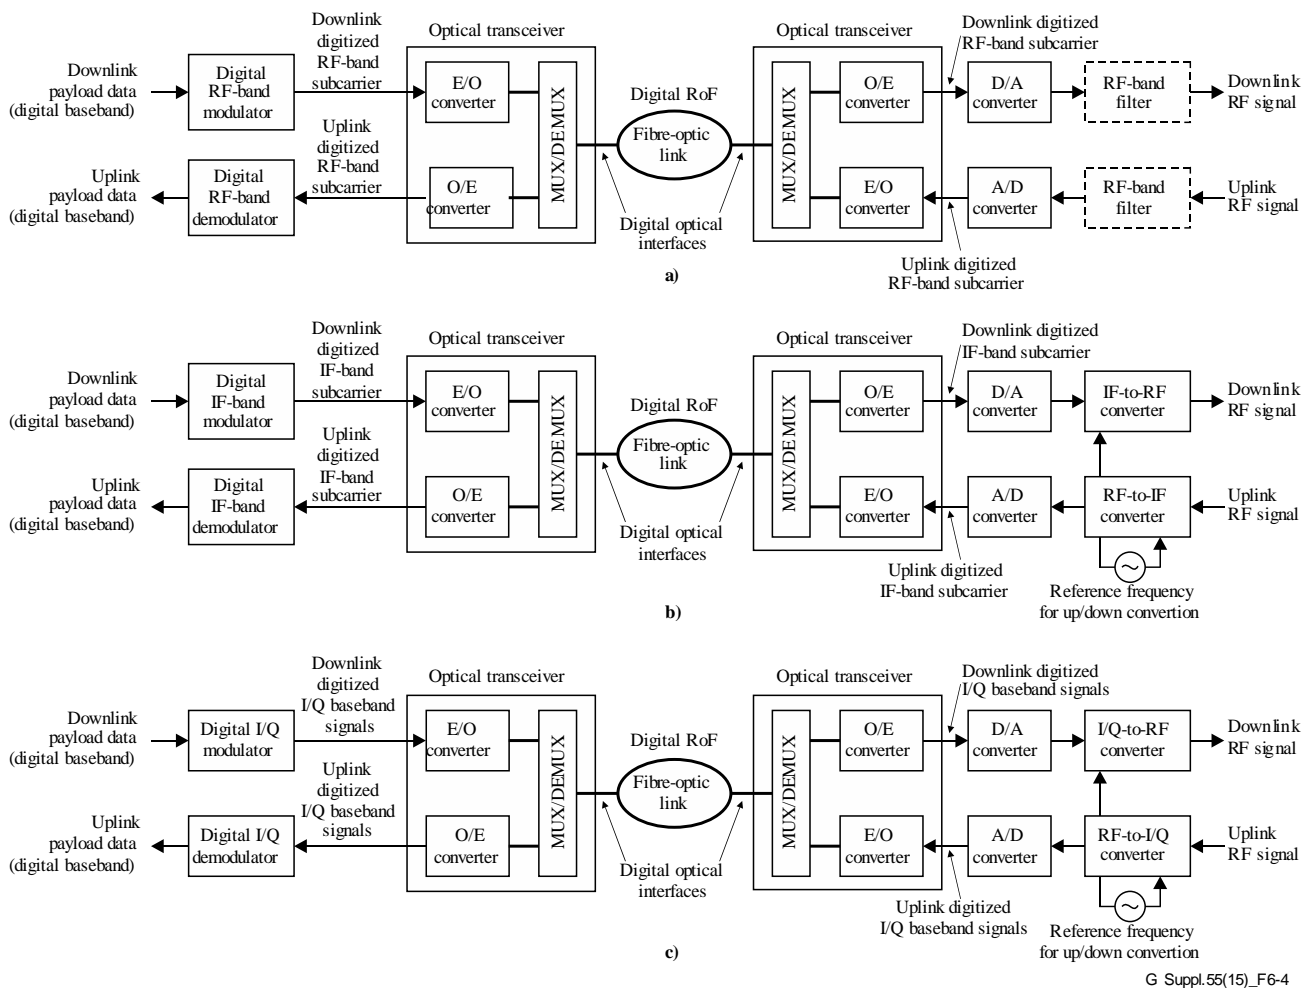 Downlink
digitized
RF-band
subcarrier
Optical transceiver
Optical transceiver
Downlink digitized
RF-band subcarrier
Downlink
payload data
(digital baseband)
Digital
RF-band
modulator
E/O
converter
MUX/DEMUX
Digital RoF
Fibre-optic
link
MUX/DEMUX
O/E
converter
D/A
converter
RF-band
filter
Downlink
RF signal
Uplink
digitized
RF-band
subcarrier
Uplink
payload data
(digital baseband)
Digital
RF-band
demodulator
O/E
converter
Digital optical
interfaces
E/O
converter
A/D
converter
RF-band
filter
Uplink
RF signal
Uplink digitized
RF-band subcarrier
a)
Downlink
digitized
IF-band
subcarrier
Optical transceiver
Optical transceiver
Downlink digitized
IF-band subcarrier
Downlink
payload data
(digital baseband)
Digital
IF-band
modulator
E/O
converter
MUX/DEMUX
Digital RoF
Fibre-optic
link
MUX/DEMUX
O/E
converter
D/A
converter
IF-to-RF
converter
Downlink
RF signal
Uplink
digitized
IF-band
subcarrier
Uplink
payload data
(digital baseband)
Digital
IF-band
demodulator
O/E
converter
Digital optical
interfaces
E/O
converter
A/D
converter
RF-to-IF
converter
Uplink
RF signal
Uplink digitized
IF-band subcarrier
Reference frequency
for up/down convertion
b)
Downlink
digitized
I/Q baseband
signals
Optical transceiver
Optical transceiver
Downlink digitized
I/Q baseband signals
Downlink
payload data
(digital baseband)
Digital I/Q
modulator
E/O
converter
MUX/DEMUX
Digital RoF
Fibre-optic
link
MUX/DEMUX
O/E
converter
D/A
converter
I/Q-to-RF
converter
Downlink
RF signal
Uplink
digitized
I/Q baseband
signals
Uplink
payload data
(digital baseband)
Digital I/Q
demodulator
O/E
converter
Digital optical
interfaces
E/O
converter
A/D
converter
RF-to-I/Q
converter
Uplink
RF signal
Uplink digitized
I/Q baseband signals
Reference frequency
for up/down convertion
c)
G Suppl.55(15)_F6-4